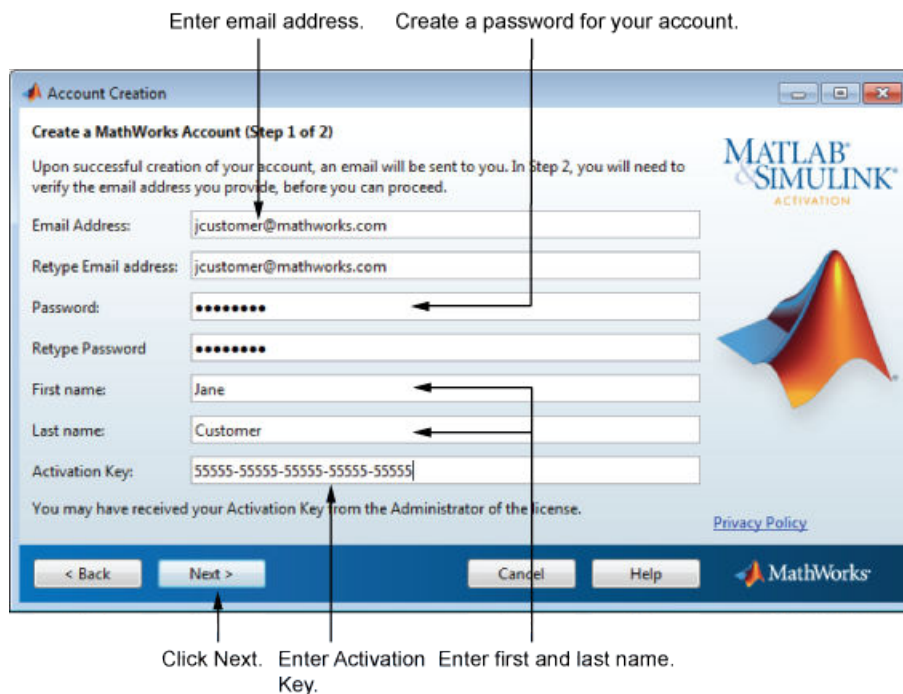 Enter email address. Create a password for your account.
Account Creation
Create a MathWorks Account (Step 1 of 2)
Upon successful creation of your account, an email will be sent to you. In Step 2, you will need to
verify the email address you provide, before you can proceed.
MATLAB®
&SIMULINK®
ACTIVATION
Email Address: jcustomer@mathworks.com
Retype Email address: jcustomer@mathworks.com
Password: ••••••••
Retype Password ••••••••
First name: Jane
Last name: Customer
Activation Key: 55555-55555-55555-55555-55555
You may have received your Activation Key from the Administrator of the license.
Privacy Policy
< Back Next > Cancel Help MathWorks®
Click Next. Enter Activation Enter first and last name.
Key.